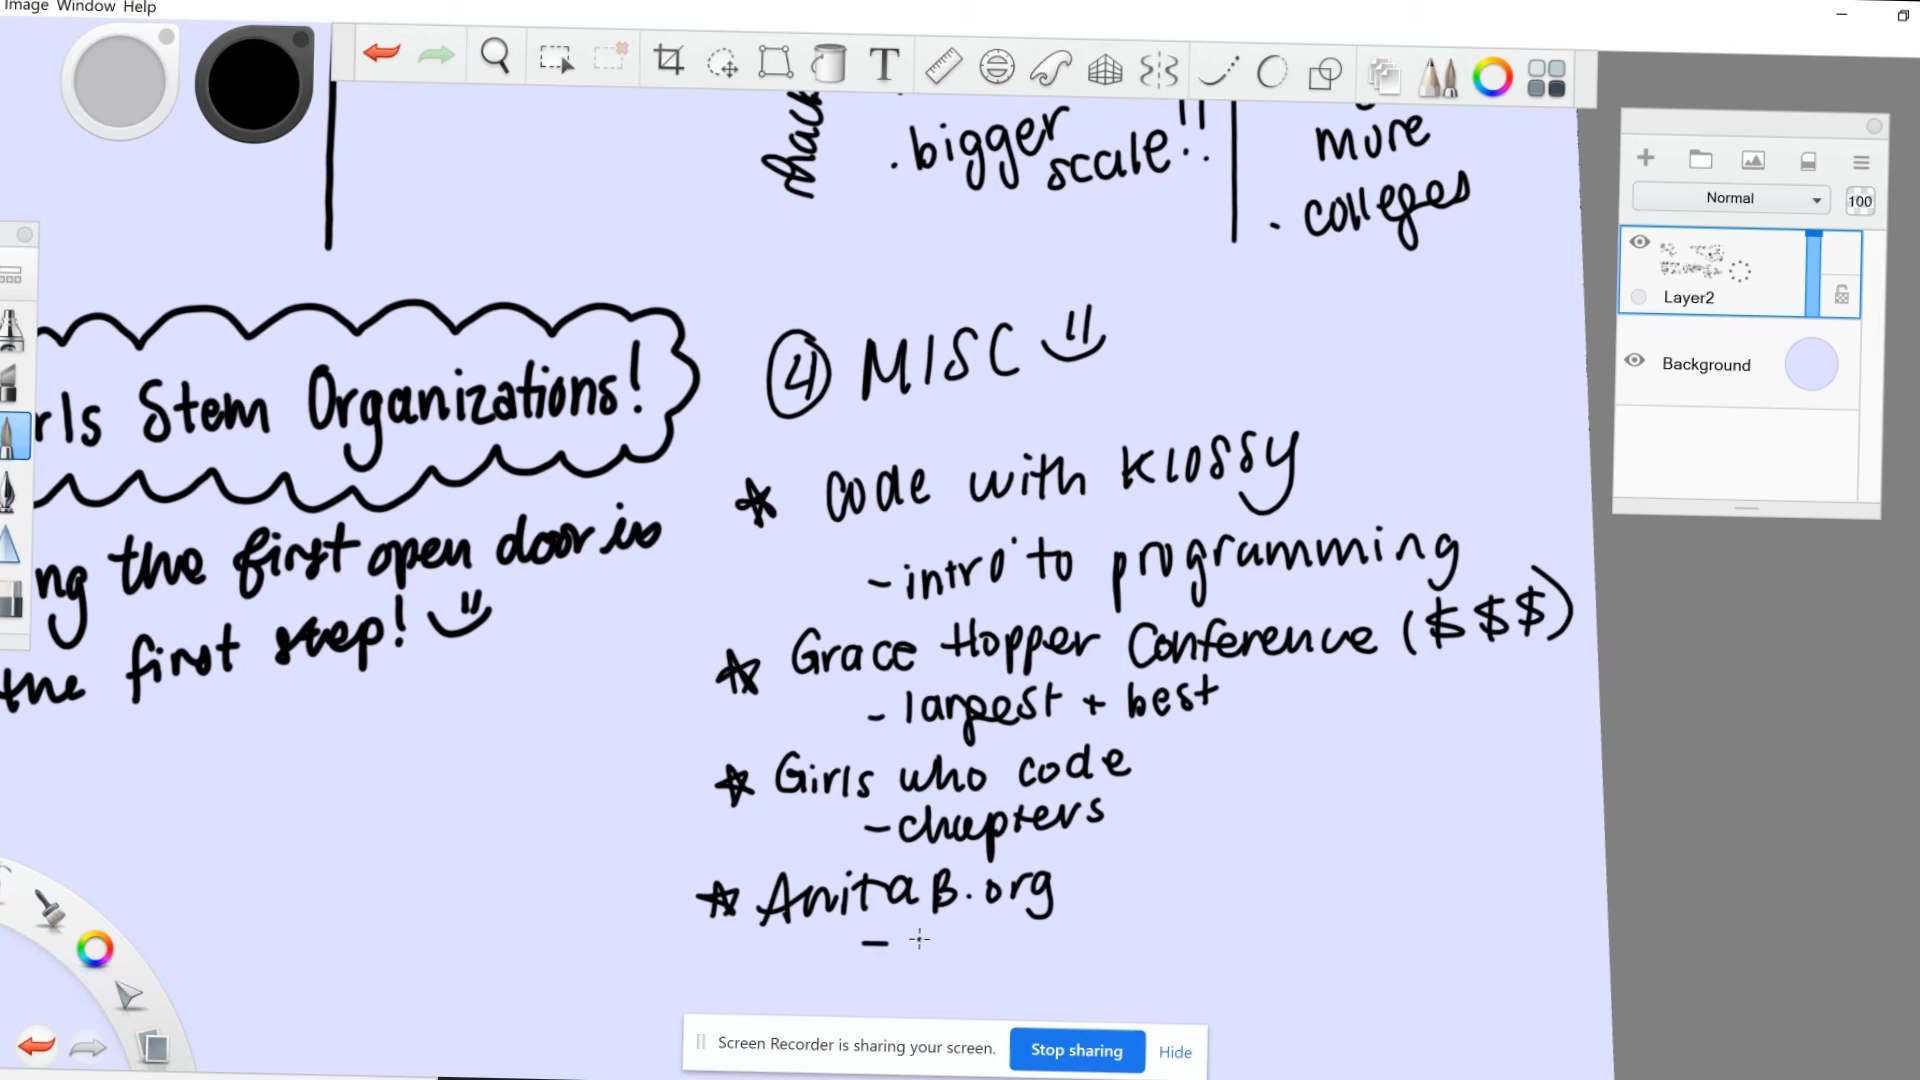 Image Window Help
T
. bigger
scale!!
more
. colleges
Normal
100
Layer2
Background
rls Stem Organizations!
ng the first open door is
the first step!
4 MISC
code with Klossy
- intro to programming
Grace Hopper Conference ($$$)
- largest + best
Girls who code
- chapters
AnitaB.org
-
Screen Recorder is sharing your screen.
Stop sharing
Hide